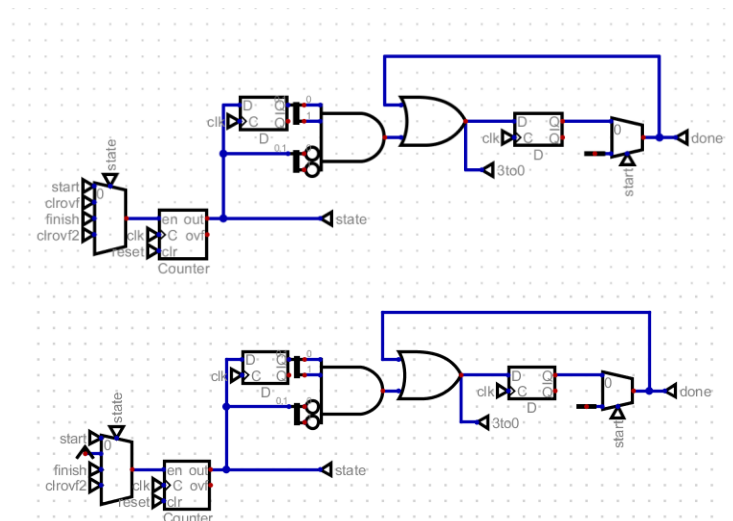 0
D Q
1
clk C Q
D
0,1
0
D Q
clk C Q
D
done
3to0
start
state
start
clrovf
finish
clrovf2
0
en out
clk C ovf
reset clr
Counter
state
0
D Q
1
clk C Q
D
0,1
0
D Q
clk C Q
D
done
3to0
start
state
start
finish
clrovf2
0
en out
clk C ovf
reset clr
Counter
state